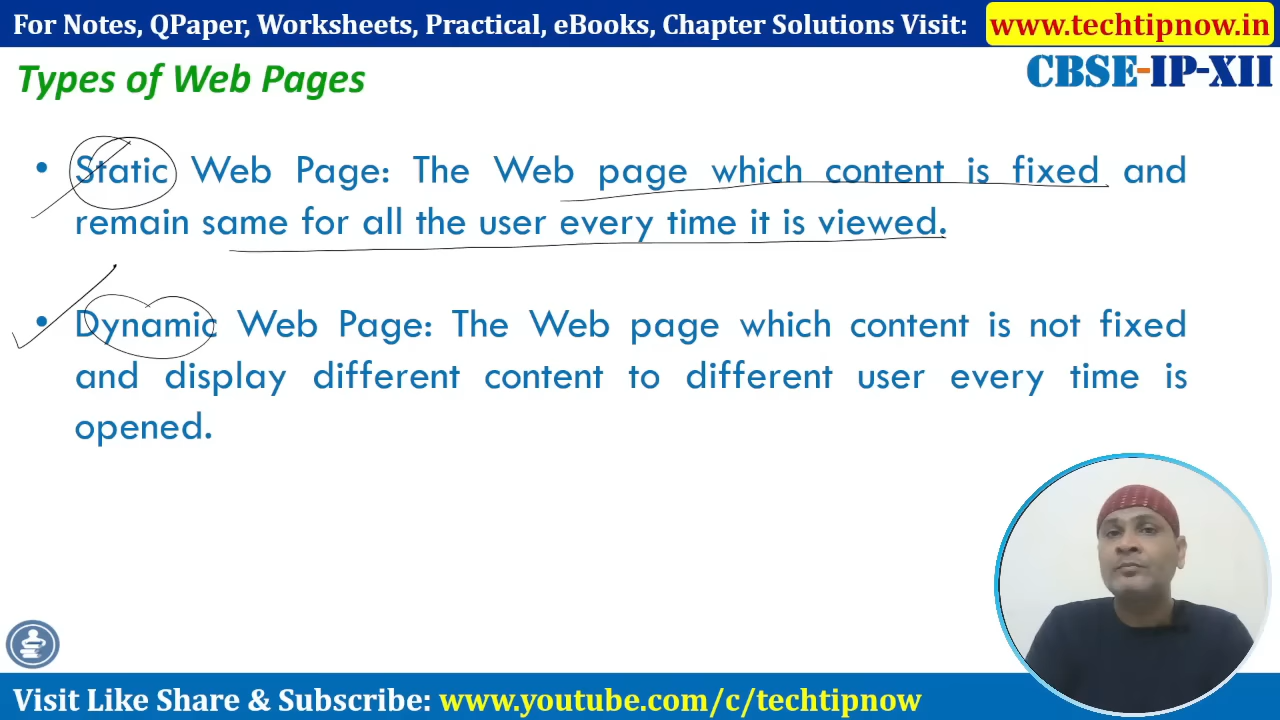 For Notes, QPaper, Worksheets, Practical, eBooks, Chapter Solutions Visit: www.techtipnow.in
Types of Web Pages
CBSE-IP-XII
• Static Web Page: The Web page which content is fixed and
remain same for all the user every time it is viewed.
• Dynamic Web Page: The Web page which content is not fixed
and display different content to different user every time is
opened.
Visit Like Share & Subscribe: www.youtube.com/c/techtipnow